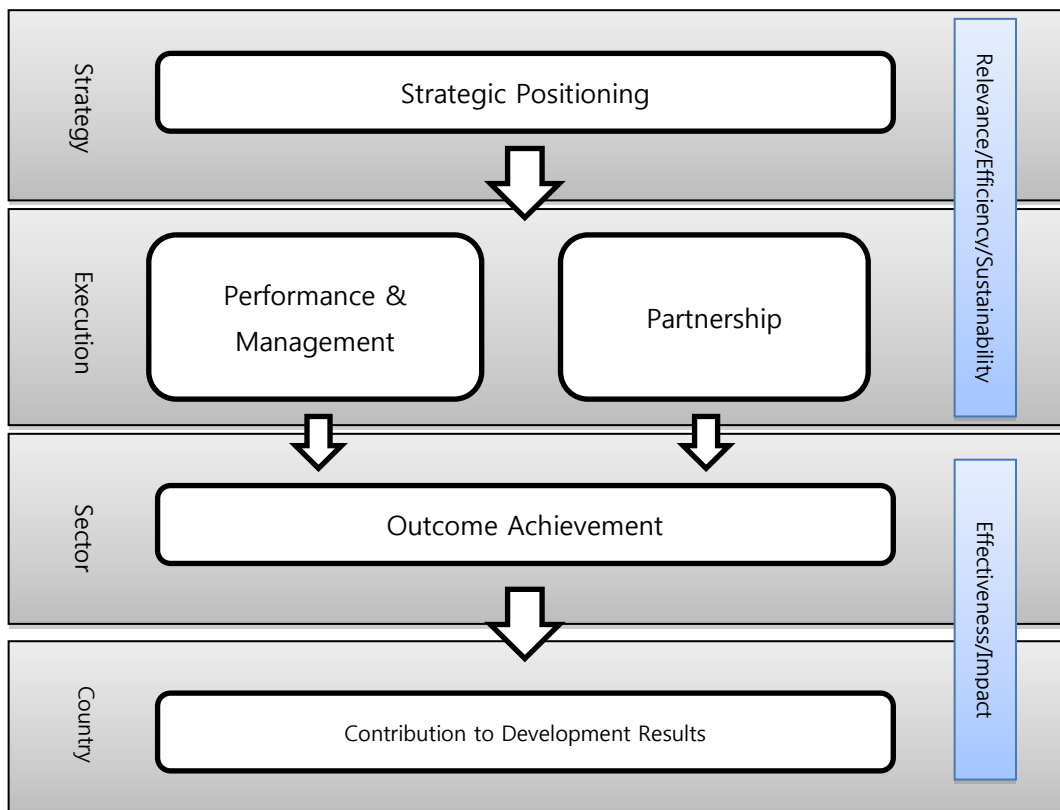 Strategy
Strategic Positioning
Relevance/Efficiency/Sustainability
Execution
Performance &
Management
Partnership
Sector
Outcome Achievement
Effectiveness/Impact
Country
Contribution to Development Results